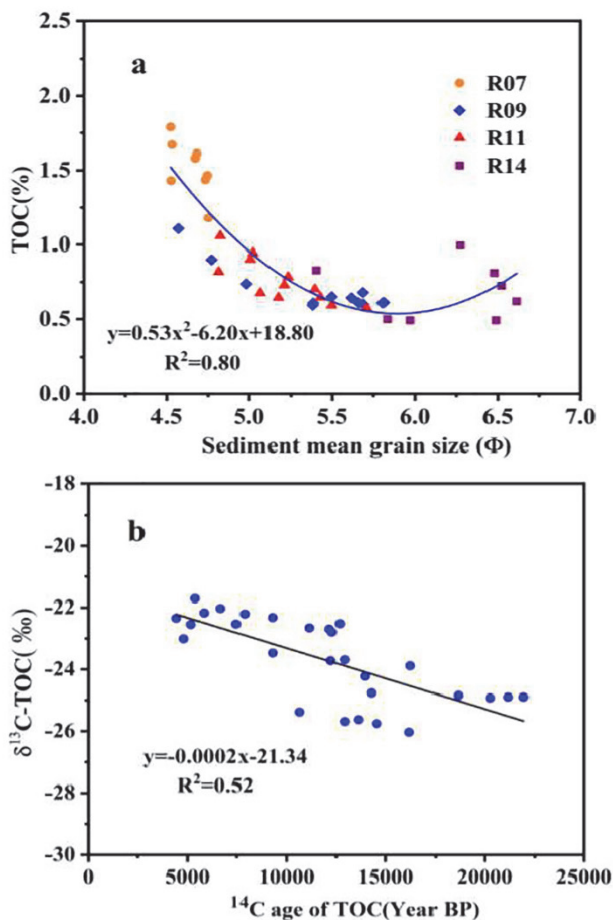 a
R07
R09
R11
R14
2.5
2.0
1.5
1.0
0.5
0.0
TOC(%)
y=0.53x²-6.20x+18.80
R²=0.80
4.0 4.5 5.0 5.5 6.0 6.5 7.0
Sediment mean grain size (Φ)
b
-18
-20
-22
-24
-26
-28
-30
δ¹³C-TOC(‰)
y=-0.0002x-21.34
R²=0.52
0 5000 10000 15000 20000 25000
¹⁴C age of TOC(Year BP)